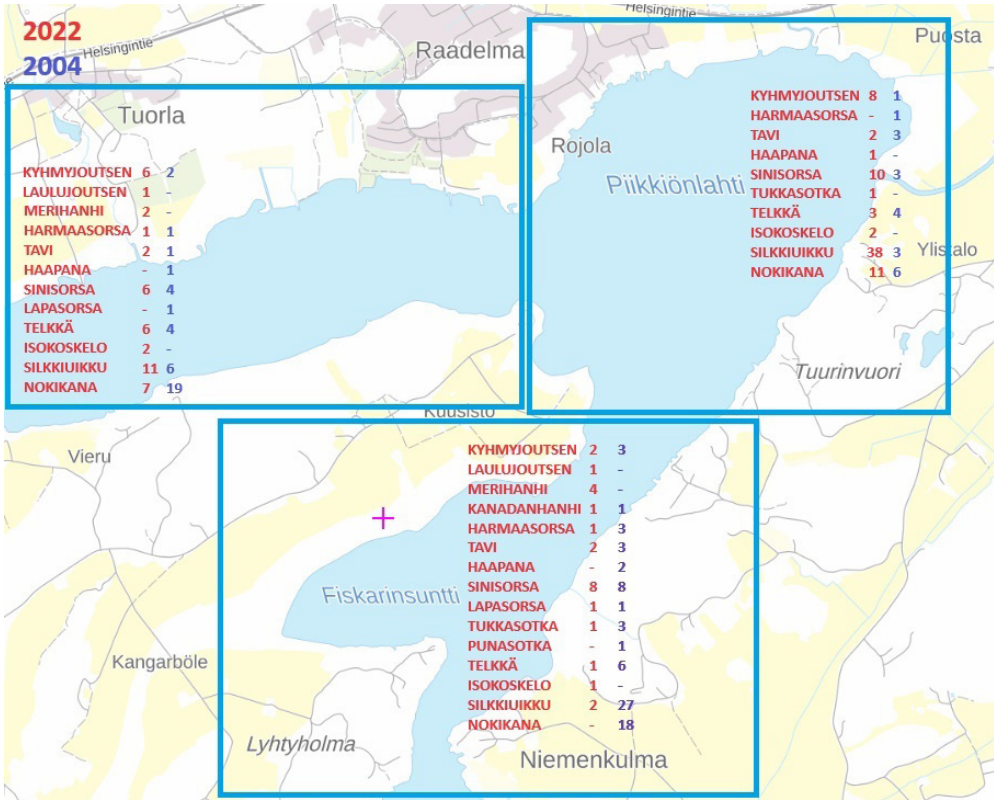 2022
2004
Helsingintie
Helsingintie
Raadelma
Puosta
Tuorla
Rojola
Piikkiönlahti
Ylistalo
Tuurinvuori
KYHMYJOUTSEN 6 2
LAULUJOUTSEN 1 -
MERIHANHI 2 -
HARMAASORSA 1 1
TAVI 2 1
HAAPANA - 1
SINISORSA 6 4
LAPASORSA - 1
TELKKÄ 6 4
ISOKOSKELO 2 -
SILKKIUIKKU 11 6
NOKIKANA 7 19
KYHMYJOUTSEN 8 1
HARMAASORSA - 1
TAVI 2 3
HAAPANA 1 -
SINISORSA 10 3
TUKKASOTKA 1 -
TELKKÄ 3 4
ISOKOSKELO 2 -
SILKKIUIKKU 38 3
NOKIKANA 11 6
Kuusisto
Vieru
KYHMYJOUTSEN 2 3
LAULUJOUTSEN 1 -
MERIHANHI 4 -
KANADANHANHI 1 1
HARMAASORSA 1 3
TAVI 2 3
HAAPANA - 2
SINISORSA 8 8
LAPASORSA 1 1
TUKKASOTKA 1 3
PUNASOTKA - 1
TELKKÄ 1 6
ISOKOSKELO 1 -
SILKKIUIKKU 2 27
NOKIKANA - 18
Fiskarinsuntti
Kangarböle
Lyhtyholma
Niemenkulma